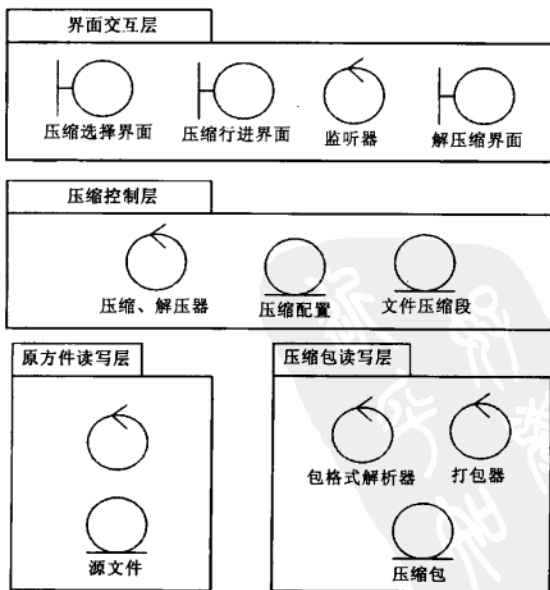 界面交互层
压缩选择界面 压缩行进界面 监听器 解压缩界面
压缩控制层
压缩、解压器 压缩配置 文件压缩段
原方件读写层 压缩包读写层
包格式解析器 打包器
源文件 压缩包